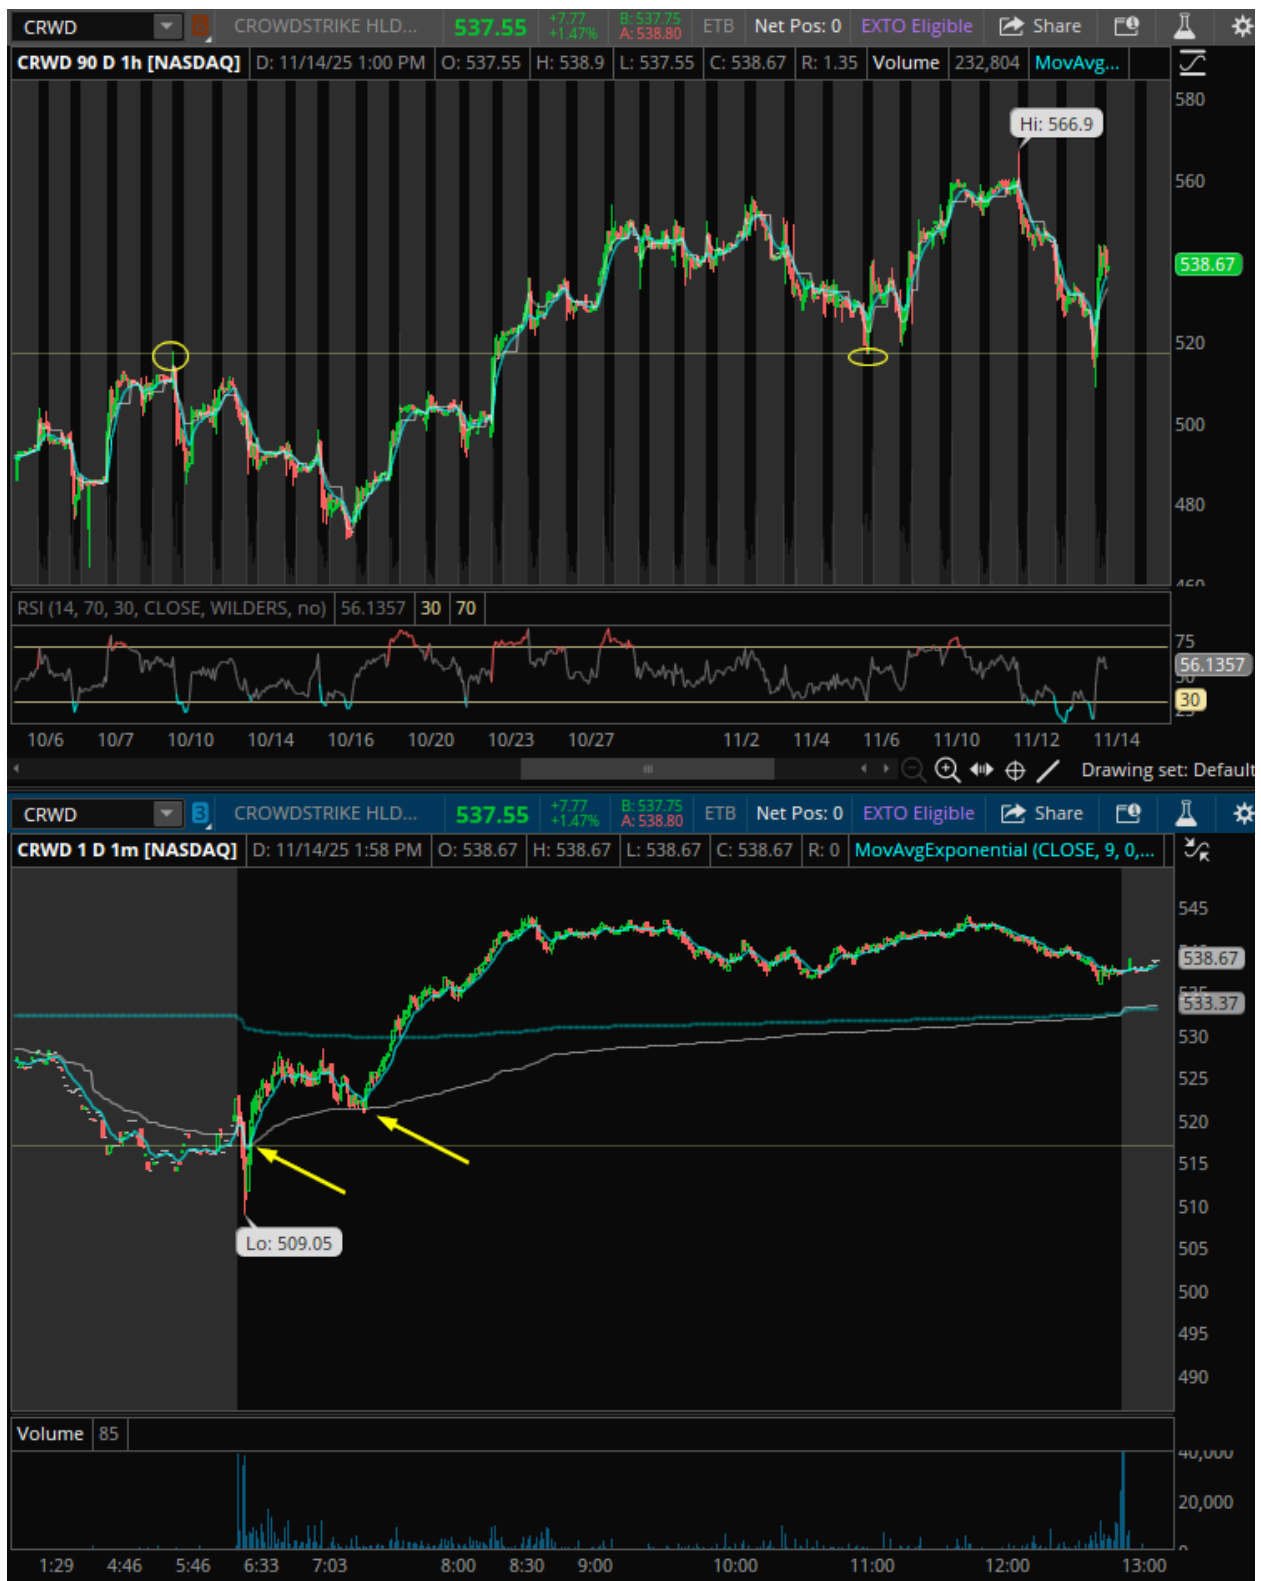 CRWD CROWDSTRIKE HLD... 537.55 +7.77 +1.47% B: 537.75 A: 538.80 ETB Net Pos: 0 EXTO Eligible Share
CRWD 90 D 1h [NASDAQ] D: 11/14/25 1:00 PM O: 537.55 H: 538.9 L: 537.55 C: 538.67 R: 1.35 Volume 232,804 MovAvg...
580
Hi: 566.9
560
538.67
520
500
480
460
RSI (14, 70, 30, CLOSE, WILDERS, no) 56.1357 30 70
75
56.1357
50
30
25
10/6 10/7 10/10 10/14 10/16 10/20 10/23 10/27 11/2 11/4 11/6 11/10 11/12 11/14
Drawing set: Default
CRWD 3 CROWDSTRIKE HLD... 537.55 +7.77 +1.47% B: 537.75 A: 538.80 ETB Net Pos: 0 EXTO Eligible Share
CRWD 1 D 1m [NASDAQ] D: 11/14/25 1:58 PM O: 538.67 H: 538.67 L: 538.67 C: 538.67 R: 0 MovAvgExponential (CLOSE, 9, 0,...
545
540
538.67
535
533.37
530
525
520
515
510
Lo: 509.05
505
500
495
490
Volume 85
40,000
20,000
0
1:29 4:46 5:46 6:33 7:03 8:00 8:30 9:00 10:00 11:00 12:00 13:00